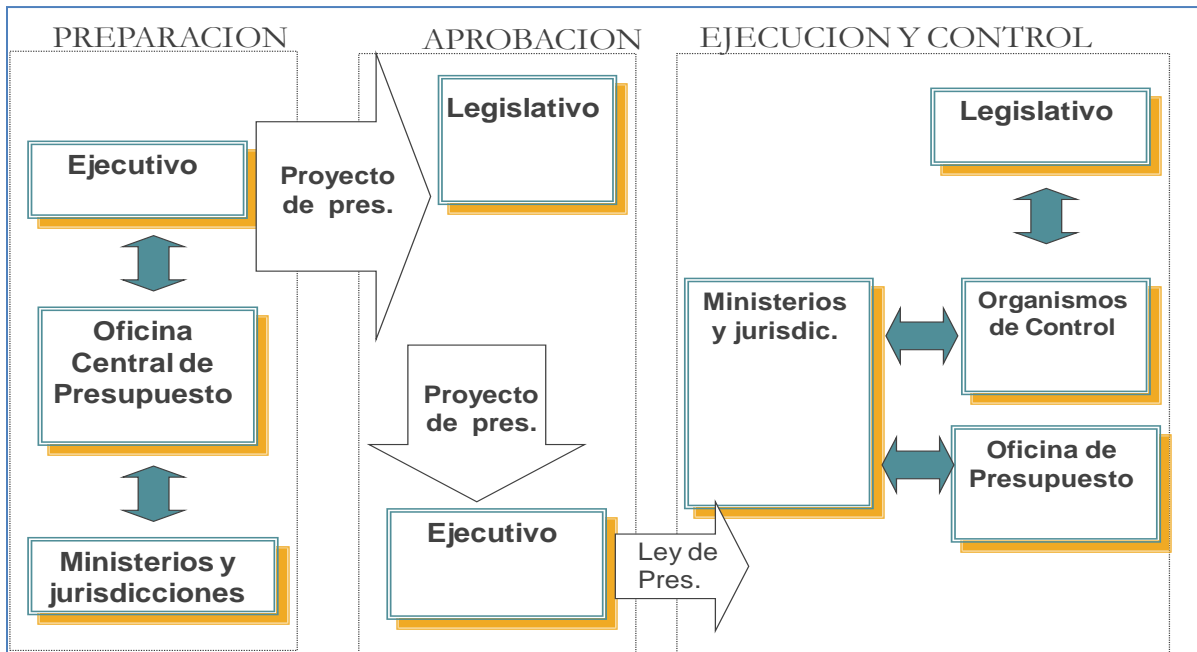 PREPARACION
Ejecutivo
Oficina
Central de
Presupuesto
Ministerios y
jurisdicciones
Proyecto
de pres.
APROBACION
Legislativo
Proyecto
de pres.
Ejecutivo
Ley de
Pres.
EJECUCION Y CONTROL
Legislativo
Ministerios
y jurisdic.
Organismos
de Control
Oficina de
Presupuesto